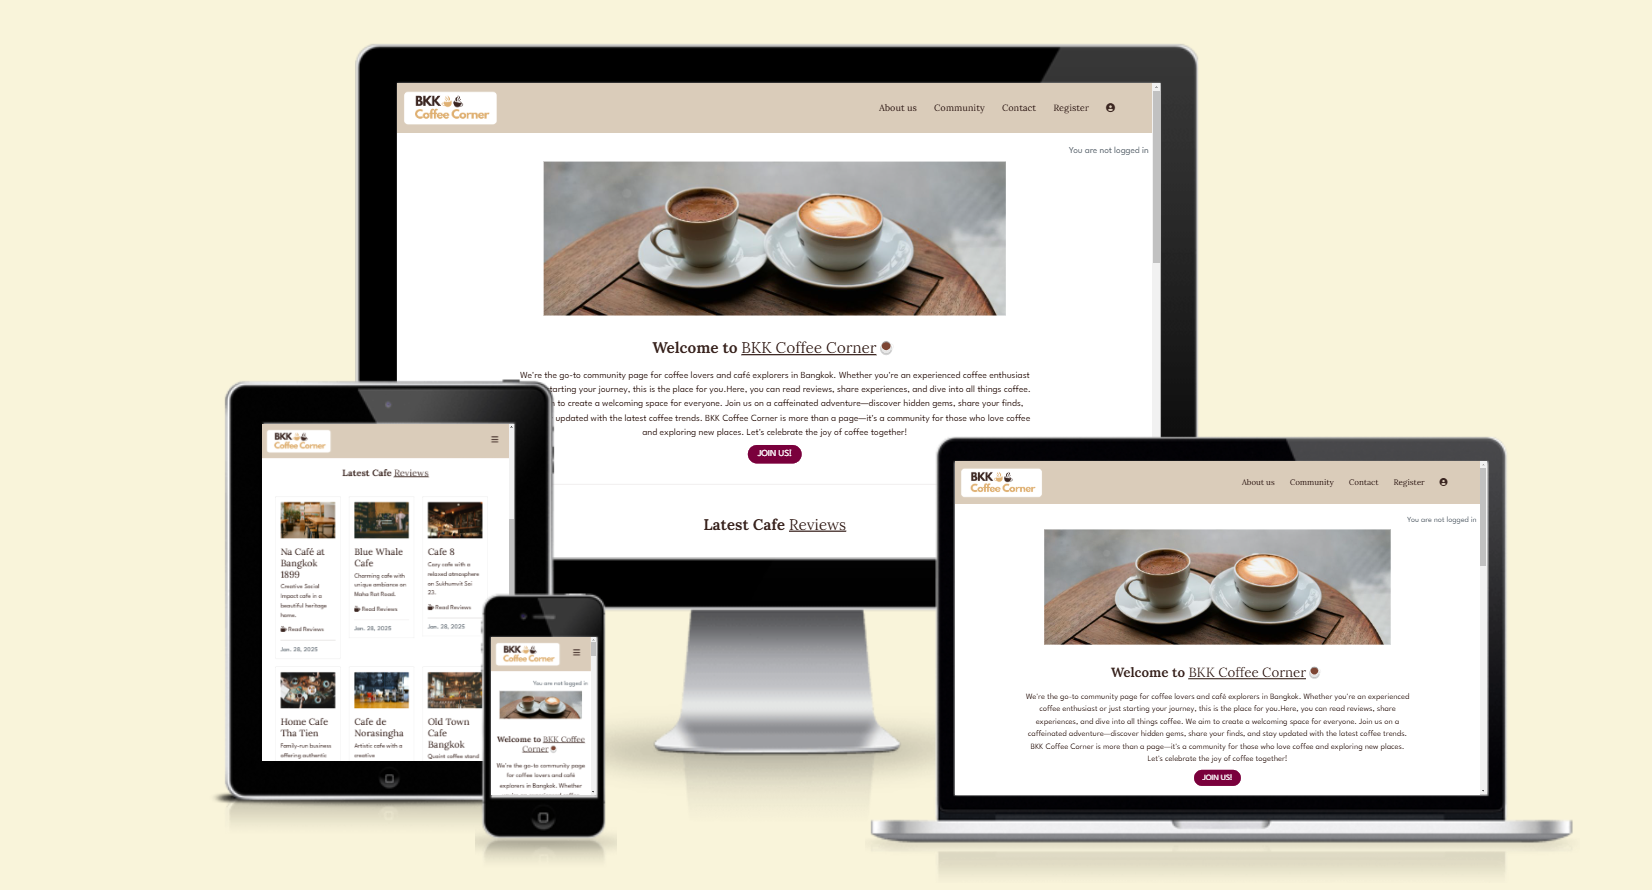 BKK
Coffee Corner
About us
Community
Contact
Register
You are not logged in
Welcome to BKK Coffee Corner
We're the go-to community page for coffee lovers and café explorers in Bangkok. Whether you're an experienced coffee enthusiast
starting your journey, this is the place for you.Here, you can read reviews, share experiences, and dive into all things coffee.
to create a welcoming space for everyone. Join us on a caffeinated adventure—discover hidden gems, share your finds,
updated with the latest coffee trends. BKK Coffee Corner is more than a page—it's a community for those who love coffee
and exploring new places. Let's celebrate the joy of coffee together!
JOIN US!
Latest Cafe Reviews
BKK
Coffee Corner
Latest Cafe Reviews
Na Café at
Bangkok
1899
Creative Social
Impact cafe in a
beautiful heritage
home.
Read Reviews
Jan. 28, 2025
Blue Whale
Cafe
Charming cafe with
unique ambiance on
Maha Rat Road.
Read Reviews
Jan. 28, 2025
Cafe 8
Cozy cafe with a
relaxed atmosphere
on Sukhumvit Soi
23.
Read Reviews
Jan. 28, 2025
Home Cafe
Tha Tien
Family-run business
offering authentic
Cafe de
Norasingha
Artistic cafe with a
creative
Old Town
Cafe
Bangkok
Quaint coffee stand
BKK
Coffee Corner
You are not logged in
Welcome to BKK Coffee
Corner
We're the go-to community page
for coffee lovers and café
explorers in Bangkok. Whether
BKK
Coffee Corner
About us
Community
Contact
Register
You are not logged in
Welcome to BKK Coffee Corner
We're the go-to community page for coffee lovers and café explorers in Bangkok. Whether you're an experienced
coffee enthusiast or just starting your journey, this is the place for you.Here, you can read reviews, share
experiences, and dive into all things coffee. We aim to create a welcoming space for everyone. Join us on a
caffeinated adventure—discover hidden gems, share your finds, and stay updated with the latest coffee trends.
BKK Coffee Corner is more than a page—it's a community for those who love coffee and exploring new places.
Let's celebrate the joy of coffee together!
JOIN US!